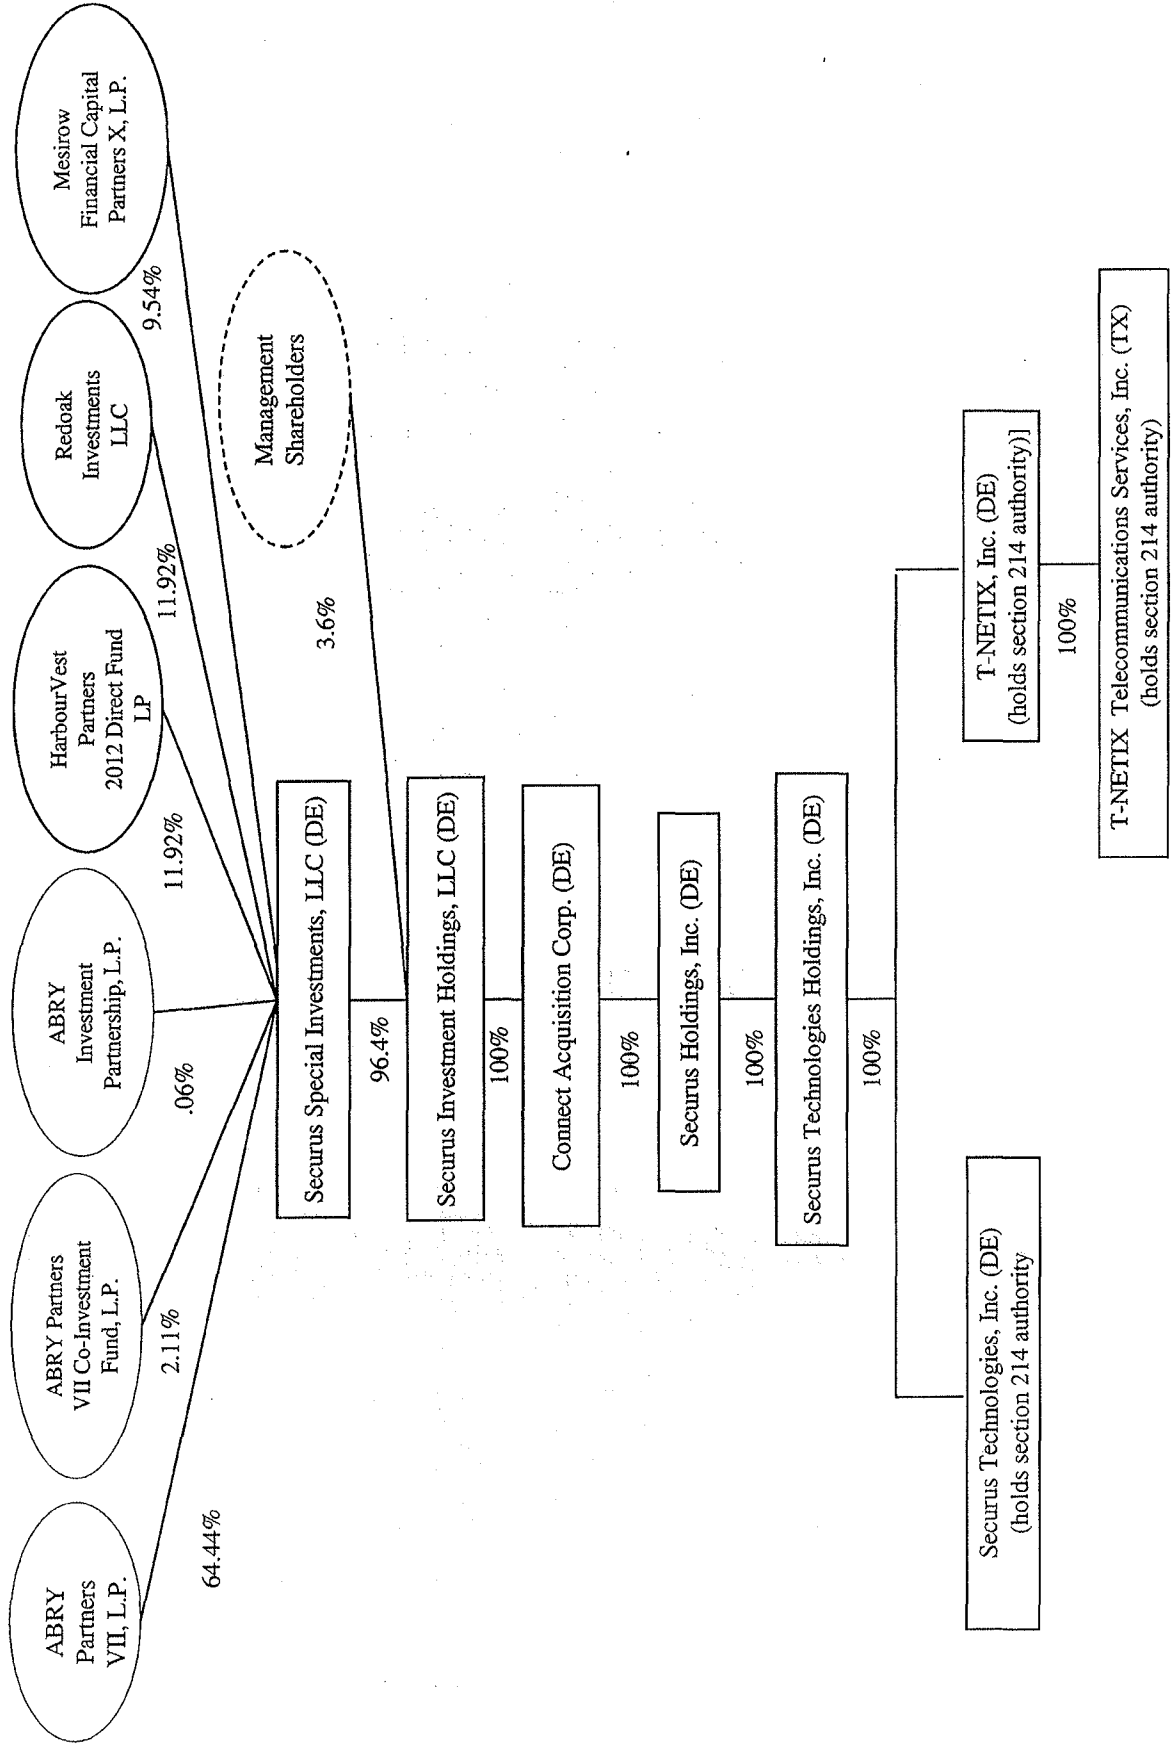 ABRY
Partners
VII, L.P.
ABRY Partners
VII Co-Investment
Fund, L.P.
ABRY
Investment
Partnership, L.P.
HarbourVest
Partners
2012 Direct Fund
LP
Redoak
Investments
LLC
Mesirow
Financial Capital
Partners X, L.P.
64.44%
2.11%
.06%
11.92%
11.92%
9.54%
Management
Shareholders
3.6%
Securus Special Investments, LLC (DE)
96.4%
Securus Investment Holdings, LLC (DE)
100%
Connect Acquisition Corp. (DE)
100%
Securus Holdings, Inc. (DE)
100%
Securus Technologies Holdings, Inc. (DE)
100%
Securus Technologies, Inc. (DE)
(holds section 214 authority
T-NETIX, Inc. (DE)
(holds section 214 authority)]
100%
T-NETIX Telecommunications Services, Inc. (TX)
(holds section 214 authority)